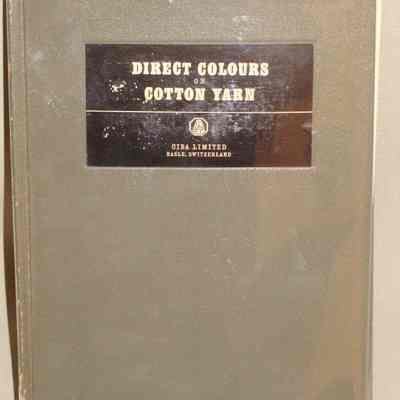 DIRECT COLOURS
ON
COTTON YARN
CIBA LIMITED
BASLE, SWITZERLAND